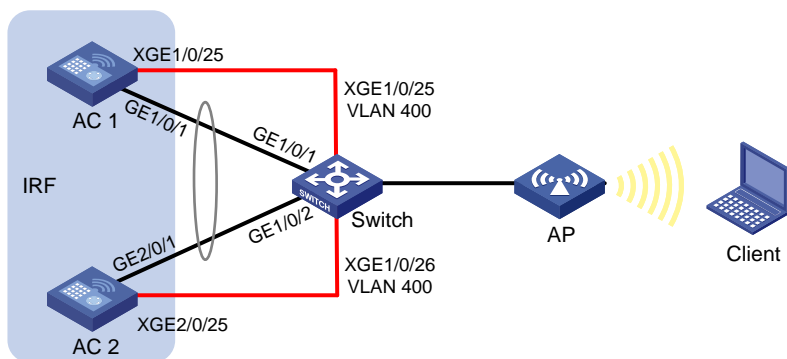 XGE1/0/25
XGE1/0/25
VLAN 400
AC 1
GE1/0/1
GE1/0/1
IRF
SWITCH
Switch
GE1/0/2
GE2/0/1
AP
Client
XGE1/0/26
VLAN 400
XGE2/0/25
AC 2